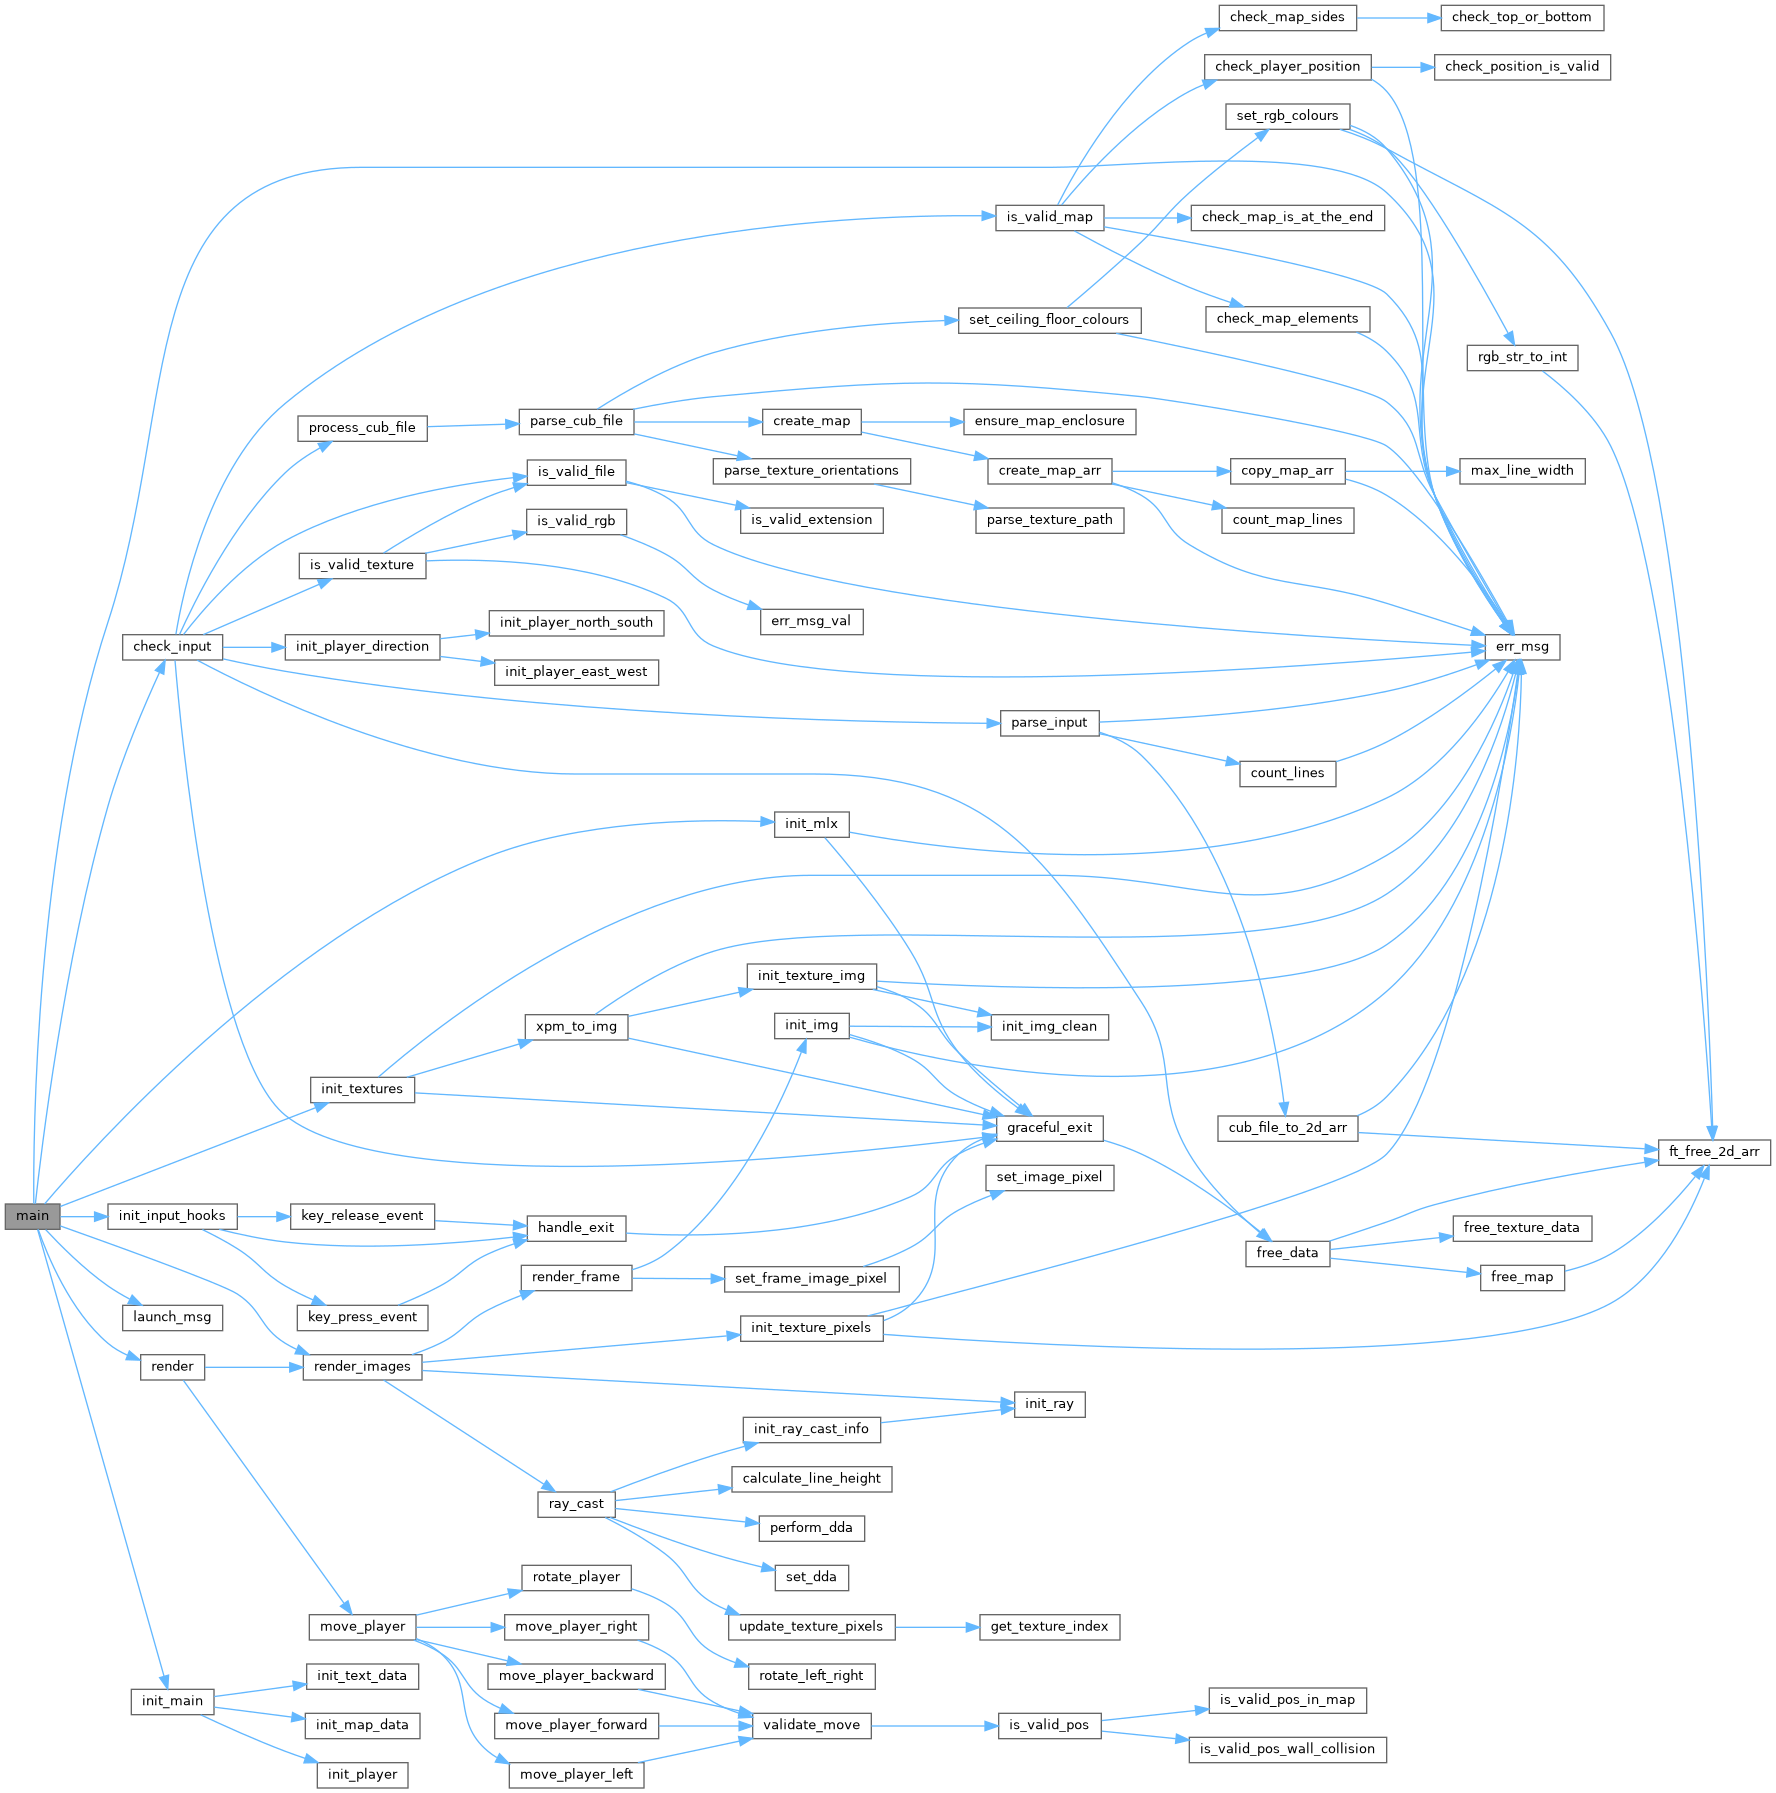 check_map_sides
check_top_or_bottom
check_player_position
check_position_is_valid
set_rgb_colours
is_valid_map
check_map_is_at_the_end
set_ceiling_floor_colours
check_map_elements
rgb_str_to_int
process_cub_file
parse_cub_file
create_map
ensure_map_enclosure
is_valid_file
parse_texture_orientations
create_map_arr
copy_map_arr
max_line_width
is_valid_rgb
is_valid_extension
parse_texture_path
count_map_lines
is_valid_texture
err_msg_val
init_player_north_south
check_input
init_player_direction
err_msg
init_player_east_west
parse_input
count_lines
init_mlx
init_texture_img
xpm_to_img
init_img
init_img_clean
init_textures
graceful_exit
cub_file_to_2d_arr
ft_free_2d_arr
set_image_pixel
main
init_input_hooks
key_release_event
handle_exit
free_texture_data
free_data
render_frame
set_frame_image_pixel
free_map
launch_msg
key_press_event
init_texture_pixels
render
render_images
init_ray
init_ray_cast_info
calculate_line_height
ray_cast
perform_dda
set_dda
rotate_player
move_player
move_player_right
update_texture_pixels
get_texture_index
init_text_data
move_player_backward
rotate_left_right
init_main
is_valid_pos_in_map
init_map_data
move_player_forward
validate_move
is_valid_pos
is_valid_pos_wall_collision
init_player
move_player_left